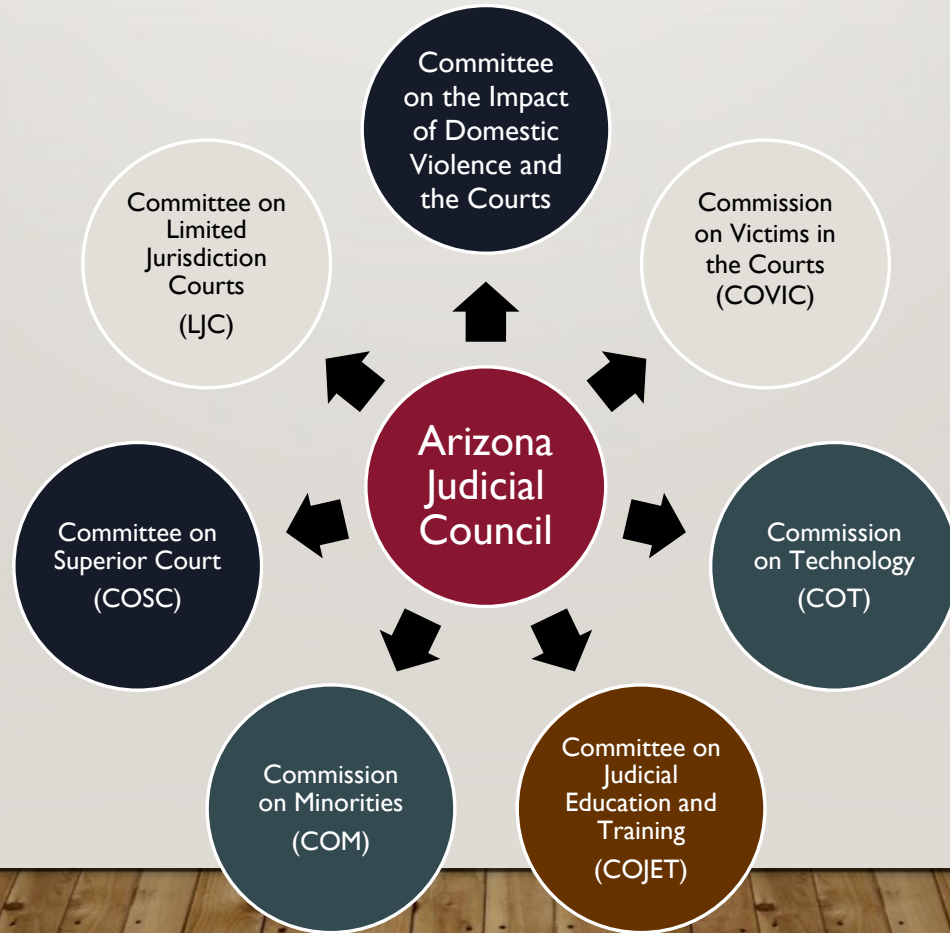 Committee
on the Impact
of Domestic
Violence and
the Courts
Committee on
Limited
Jurisdiction
Courts
(LJC)
Commission
on Victims in
the Courts
(COVIC)
Arizona
Judicial
Council
Committee on
Superior Court
(COSC)
Commission
on Technology
(COT)
Commission
on Minorities
(COM)
Committee on
Judicial
Education and
Training
(COJET)